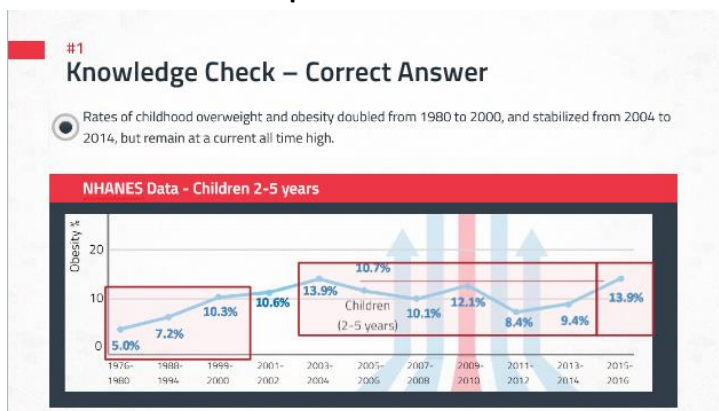 #1
Knowledge Check – Correct Answer
Rates of childhood overweight and obesity doubled from 1980 to 2000, and stabilized from 2004 to
2014, but remain at a current all time high.
NHANES Data - Children 2-5 years
Obesity %
20
10
0
5.0%
7.2%
10.3%
10.6%
13.9%
10.7%
Children
(2-5 years)
10.1%
12.1%
8.4%
9.4%
13.9%
1976- 1988- 1999- 2001- 2003- 2005- 2007- 2009- 2011- 2013- 2015-
1980 1994 2000 2002 2004 2006 2008 2010 2012 2014 2016